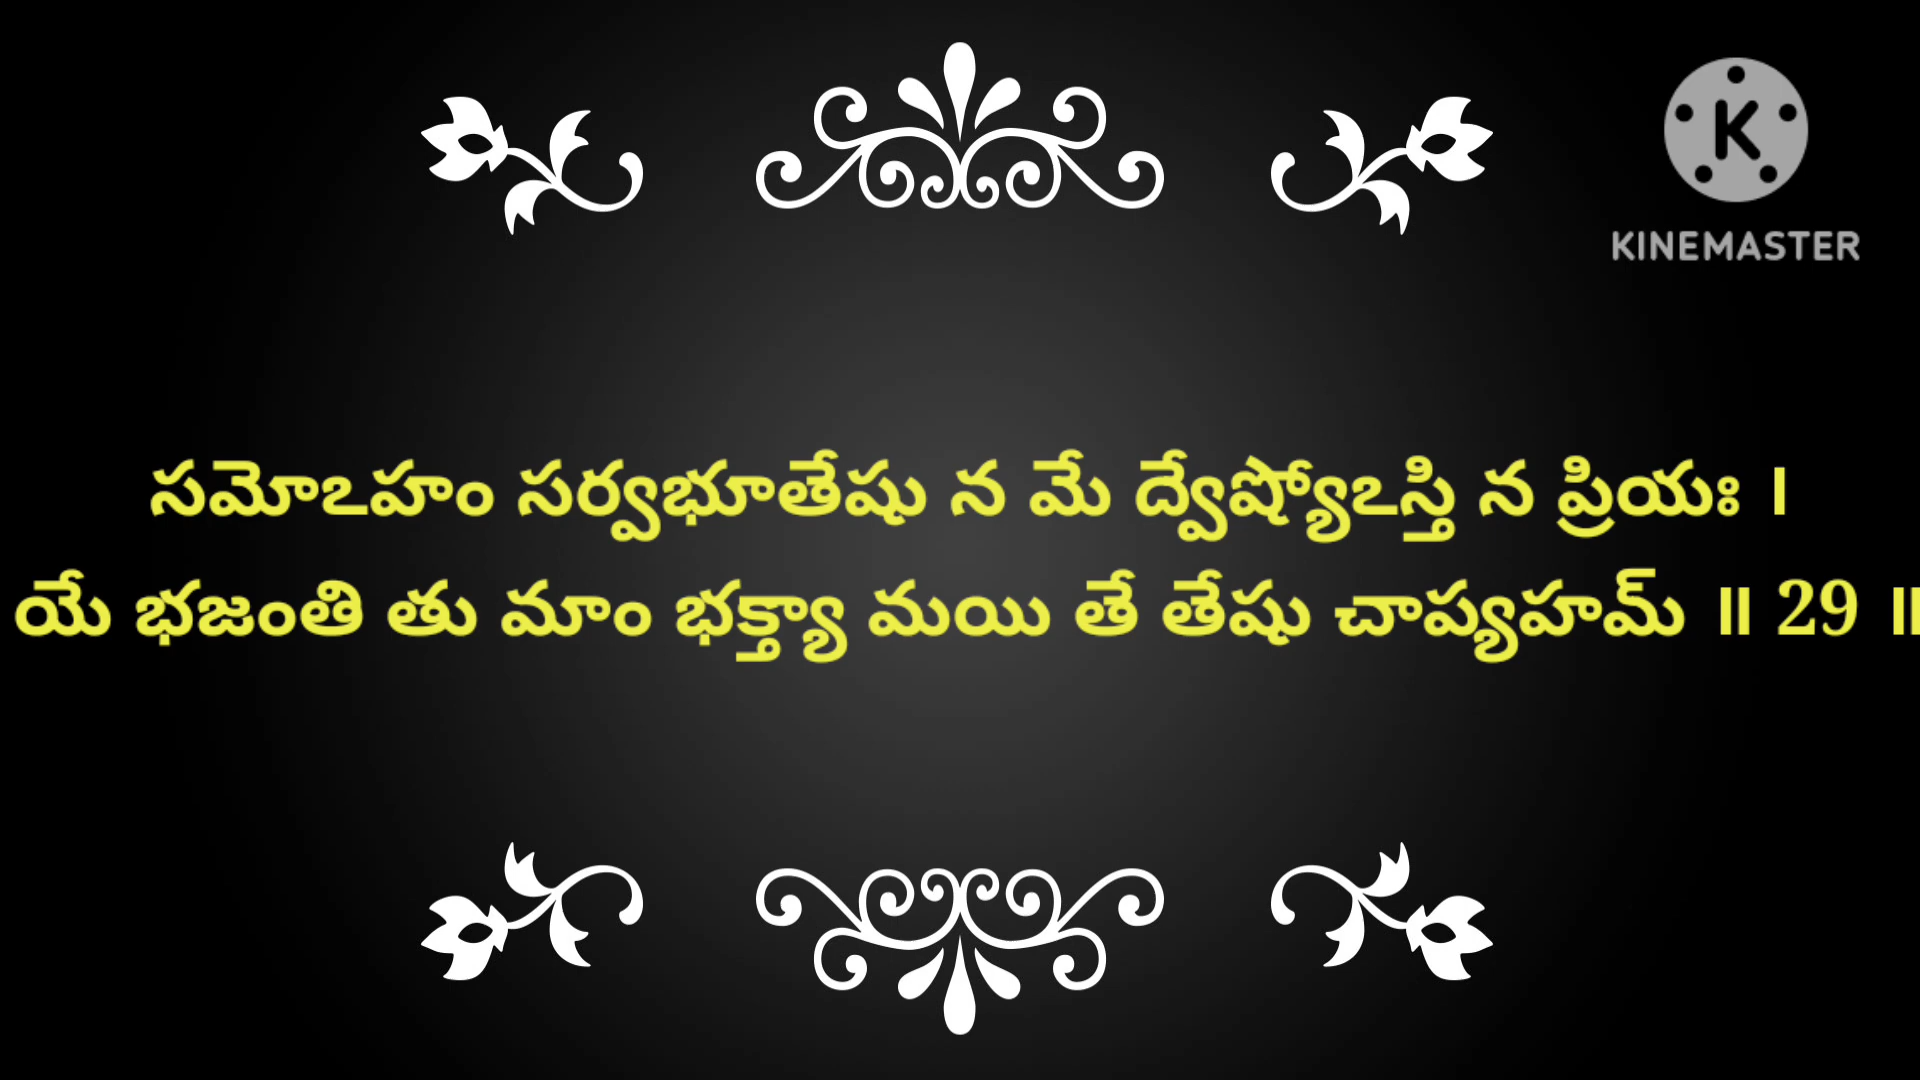 KINEMASTER
సమోఽహం సర్వభూతేషు న మే ద్వేష్యోఽస్తి న ప్రియః ।
యే భజంతి తు మాం భక్త్యా మయి తే తేషు చాప్యహమ్ ॥ 29 ॥